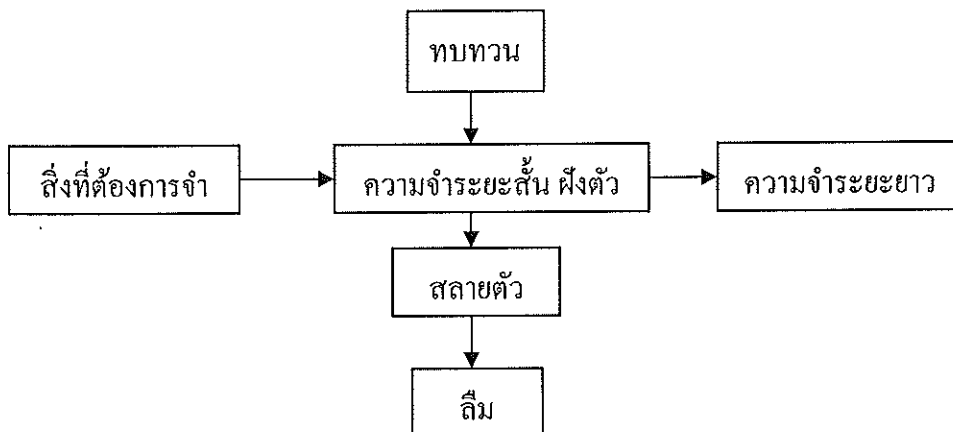 ทบทวน
สิ่งที่ต้องการจำ
ความจำระยะสั้น ฝังตัว
ความจำระยะยาว
สลายตัว
ลืม